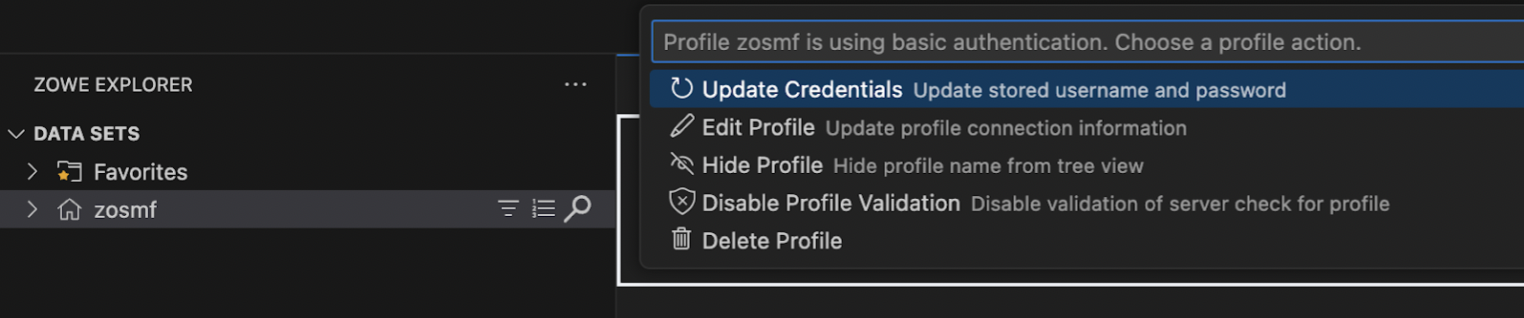 Profile zosmf is using basic authentication. Choose a profile action.
ZOWE EXPLORER
Update Credentials Update stored username and password
DATA SETS
Edit Profile Update profile connection information
Favorites
Hide Profile Hide profile name from tree view
zosmf
Disable Profile Validation Disable validation of server check for profile
Delete Profile